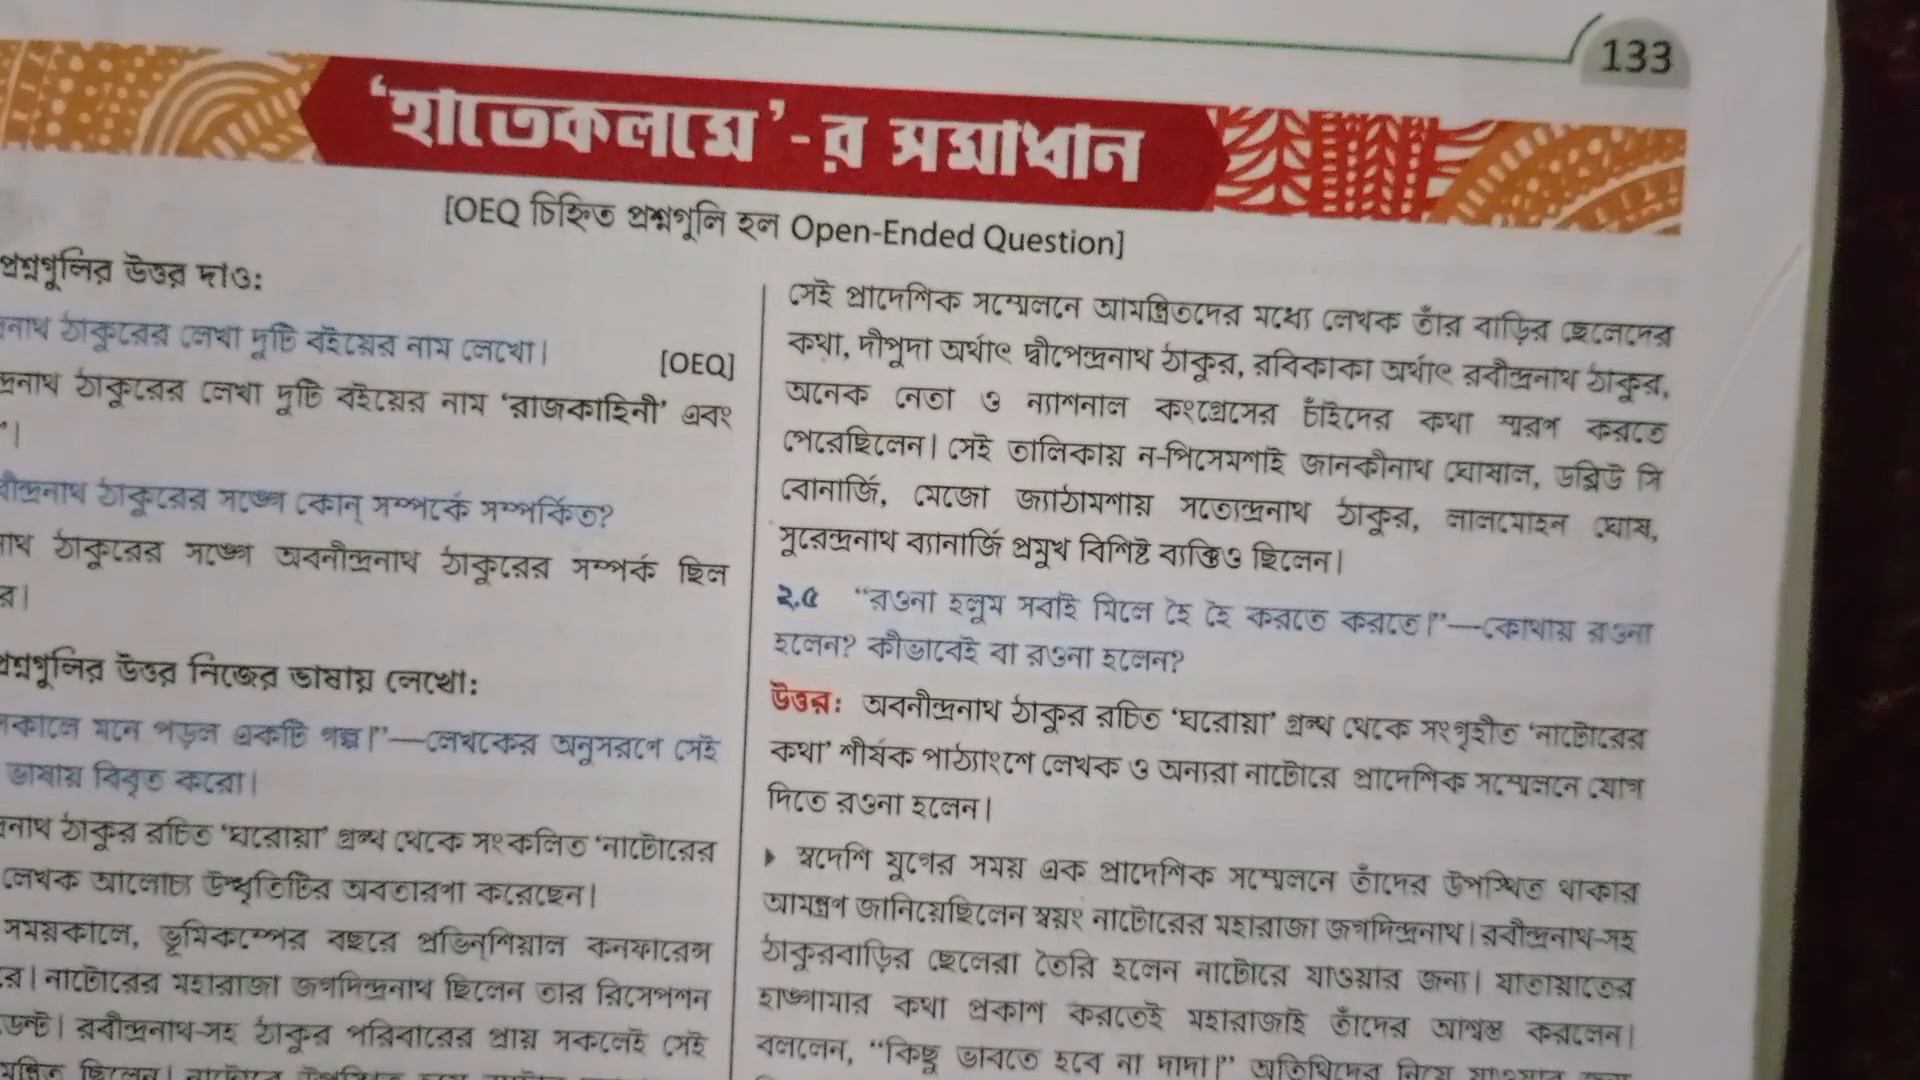 133
‘হাতেকলমে’-র সমাধান
[OEQ চিহ্নিত প্রশ্নগুলি হল Open-Ended Question]
প্রশ্নগুলির উত্তর দাও:
ঠাকুরের লেখা দুটি বইয়ের নাম লেখো।
[OEQ]
ঠাকুরের লেখা দুটি বইয়ের নাম ‘রাজকাহিনী’ এবং
’।
ঠাকুরের সঙ্গে কোন্ সম্পর্কে সম্পর্কিত?
ঠাকুরের সঙ্গে অবনীন্দ্রনাথ ঠাকুরের সম্পর্ক ছিল
র।
প্রশ্নগুলির উত্তর নিজের ভাষায় লেখো:
মনে পড়ল একটি গল্প।”—লেখকের অনুসরণে সেই
ভাষায় বিবৃত করো।
ঠাকুর রচিত ‘ঘরোয়া’ গ্রন্থ থেকে সংকলিত ‘নাটোরের
লেখক আলোচ্য উদ্ধৃতিটির অবতারণা করেছেন।
সময়কালে, ভূমিকম্পের বছরে প্রভিন্‌শিয়াল কনফারেন্স
রে। নাটোরের মহারাজা জগদিন্দ্রনাথ ছিলেন তার রিসেপশন
রবীন্দ্রনাথ-সহ ঠাকুর পরিবারের প্রায় সকলেই সেই
ছিলেন।
সেই প্রাদেশিক সম্মেলনে আমন্ত্রিতদের মধ্যে লেখক তাঁর বাড়ির ছেলেদের
কথা, দীপুদা অর্থাৎ দ্বীপেন্দ্রনাথ ঠাকুর, রবিকাকা অর্থাৎ রবীন্দ্রনাথ ঠাকুর,
অনেক নেতা ও ন্যাশনাল কংগ্রেসের চাঁইদের কথা স্মরণ করতে
পেরেছিলেন। সেই তালিকায় ন-পিসেমশাই জানকীনাথ ঘোষাল, ডব্লিউ সি
বোনার্জি, মেজো জ্যাঠামশায় সত্যেন্দ্রনাথ ঠাকুর, লালমোহন ঘোষ,
সুরেন্দ্রনাথ ব্যানার্জি প্রমুখ বিশিষ্ট ব্যক্তিও ছিলেন।
২.৫ “রওনা হলুম সবাই মিলে হৈ হৈ করতে করতে।”—কোথায় রওনা
হলেন? কীভাবেই বা রওনা হলেন?
উত্তর: অবনীন্দ্রনাথ ঠাকুর রচিত ‘ঘরোয়া’ গ্রন্থ থেকে সংগৃহীত ‘নাটোরের
কথা’ শীর্ষক পাঠ্যাংশে লেখক ও অন্যরা নাটোরে প্রাদেশিক সম্মেলনে যোগ
দিতে রওনা হলেন।
স্বদেশি যুগের সময় এক প্রাদেশিক সম্মেলনে তাঁদের উপস্থিত থাকার
আমন্ত্রণ জানিয়েছিলেন স্বয়ং নাটোরের মহারাজা জগদিন্দ্রনাথ। রবীন্দ্রনাথ-সহ
ঠাকুরবাড়ির ছেলেরা তৈরি হলেন নাটোরে যাওয়ার জন্য। যাতায়াতের
হাঙ্গামার কথা প্রকাশ করতেই মহারাজাই তাঁদের আশ্বস্ত করলেন।
বললেন, “কিছু ভাবতে হবে না দাদা।” অতিথিদের নিয়ে